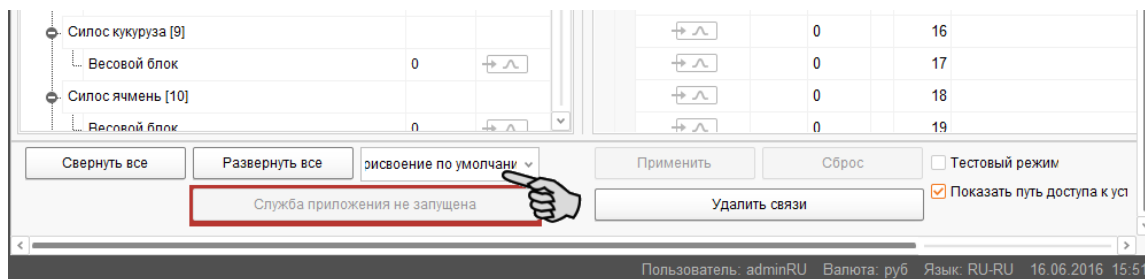 Силос кукуруза [9]
0 16
Весовой блок 0
0 17
Силос ячмень [10]
0 18
Весовой блок 0
0 19
Свернуть все Развернуть все рисвоение по умолчани Применить Сброс Тестовый режим
Служба приложения не запущена Удалить связи Показать путь доступа к уст
Пользователь: adminRU Валюта: руб Язык: RU-RU 16.06.2016 15:51